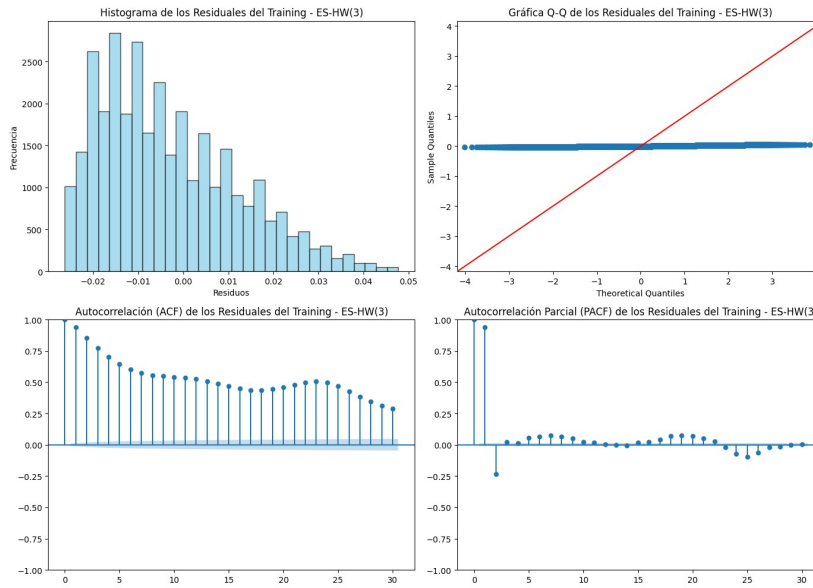 Histograma de los Residuales del Training - ES-HW(3)
Frecuencia
2500
2000
1500
1000
500
0
−0.02 −0.01 0.00 0.01 0.02 0.03 0.04 0.05
Residuos
Gráfica Q-Q de los Residuales del Training - ES-HW(3)
Sample Quantiles
4
3
2
1
0
−1
−2
−3
−4
−4 −3 −2 −1 0 1 2 3
Theoretical Quantiles
Autocorrelación (ACF) de los Residuales del Training - ES-HW(3)
1.00
0.75
0.50
0.25
0.00
−0.25
−0.50
−0.75
−1.00
0 5 10 15 20 25 30
Autocorrelación Parcial (PACF) de los Residuales del Training - ES-HW(3
1.00
0.75
0.50
0.25
0.00
−0.25
−0.50
−0.75
−1.00
0 5 10 15 20 25 30